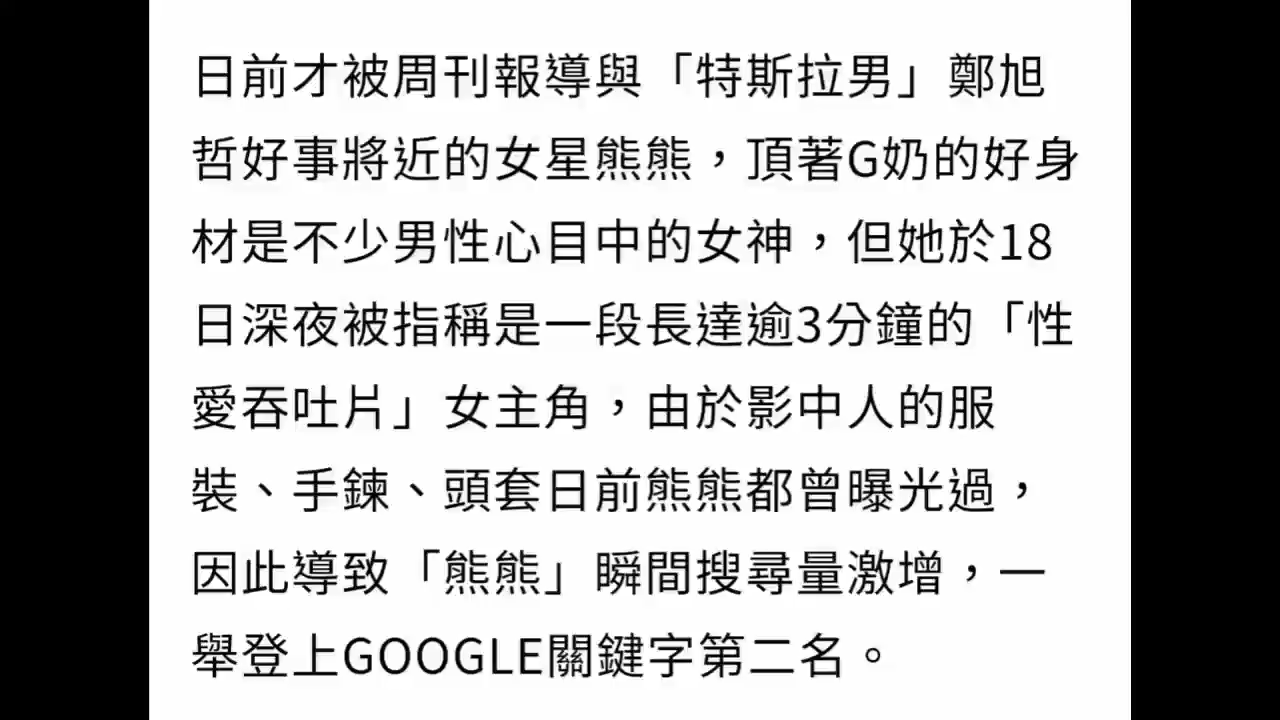 日前才被周刊報導與「特斯拉男」鄭旭
哲好事將近的女星熊熊，頂著G奶的好身
材是不少男性心目中的女神，但她於18
日深夜被指稱是一段長達逾3分鐘的「性
愛吞吐片」女主角，由於影中人的服
裝、手鍊、頭套日前熊熊都曾曝光過，
因此導致「熊熊」瞬間搜尋量激增，一
舉登上GOOGLE關鍵字第二名。